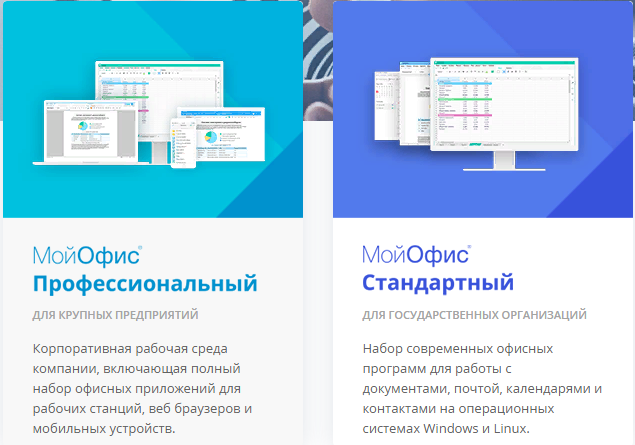 МойОфис®
Профессиональный
ДЛЯ КРУПНЫХ ПРЕДПРИЯТИЙ
Корпоративная рабочая среда
компании, включающая полный
набор офисных приложений для
рабочих станций, веб браузеров и
мобильных устройств.
МойОфис®
Стандартный
ДЛЯ ГОСУДАРСТВЕННЫХ ОРГАНИЗАЦИЙ
Набор современных офисных
программ для работы с
документами, почтой, календарями и
контактами на операционных
системах Windows и Linux.